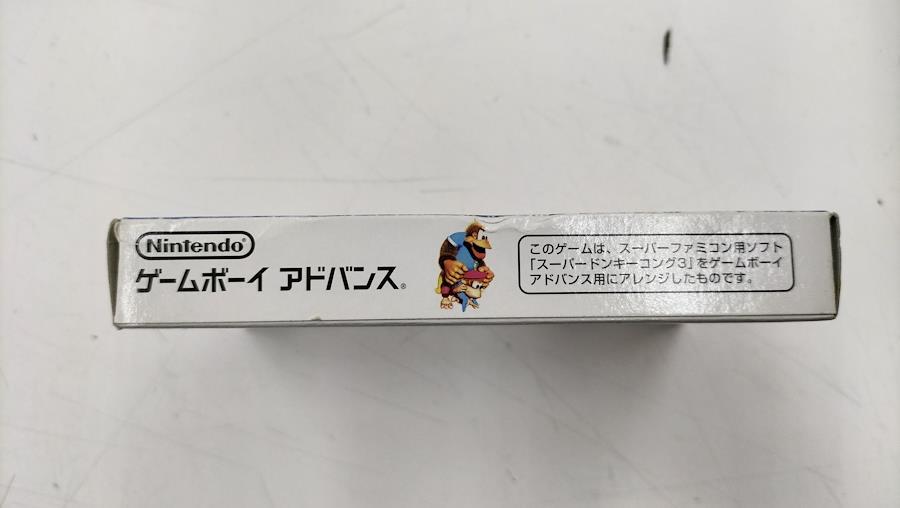 Nintendo®
ゲームボーイ アドバンス®
このゲームは、スーパーファミコン用ソフト
「スーパードンキーコング3」をゲームボーイ
アドバンス用にアレンジしたものです。